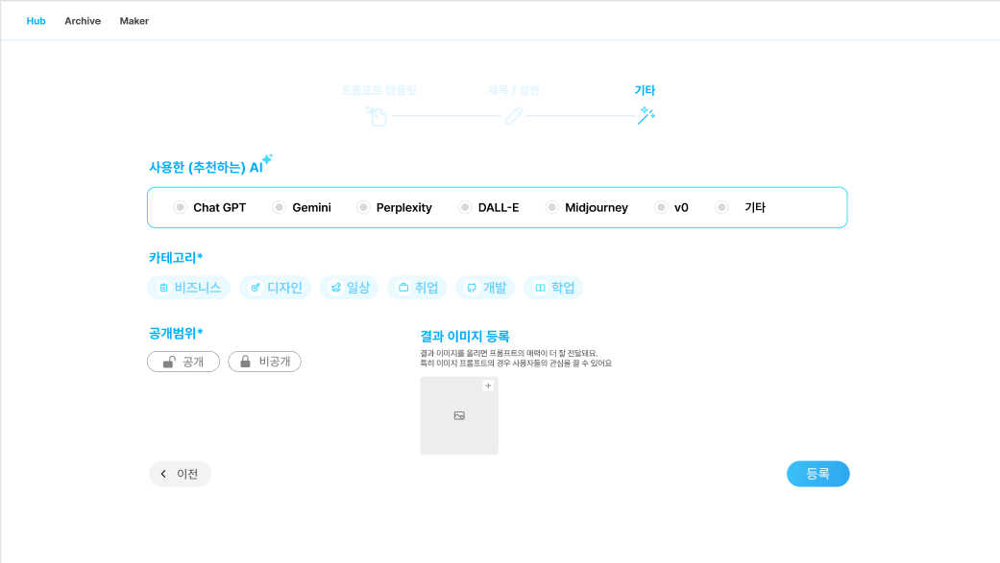 Hub Archive Maker
프롬포트 템플릿 제목 / 설명 기타
사용한 (추천하는) AI
Chat GPT Gemini Perplexity DALL-E Midjourney v0 기타
카테고리*
비즈니스 디자인 일상 취업 개발 학업
공개범위*
공개 비공개
결과 이미지 등록
결과 이미지를 올리면 프롬프트의 매력이 더 잘 전달돼요.
특히 이미지 프롬프트의 경우 사용자들의 관심을 끌 수 있어요
이전
등록